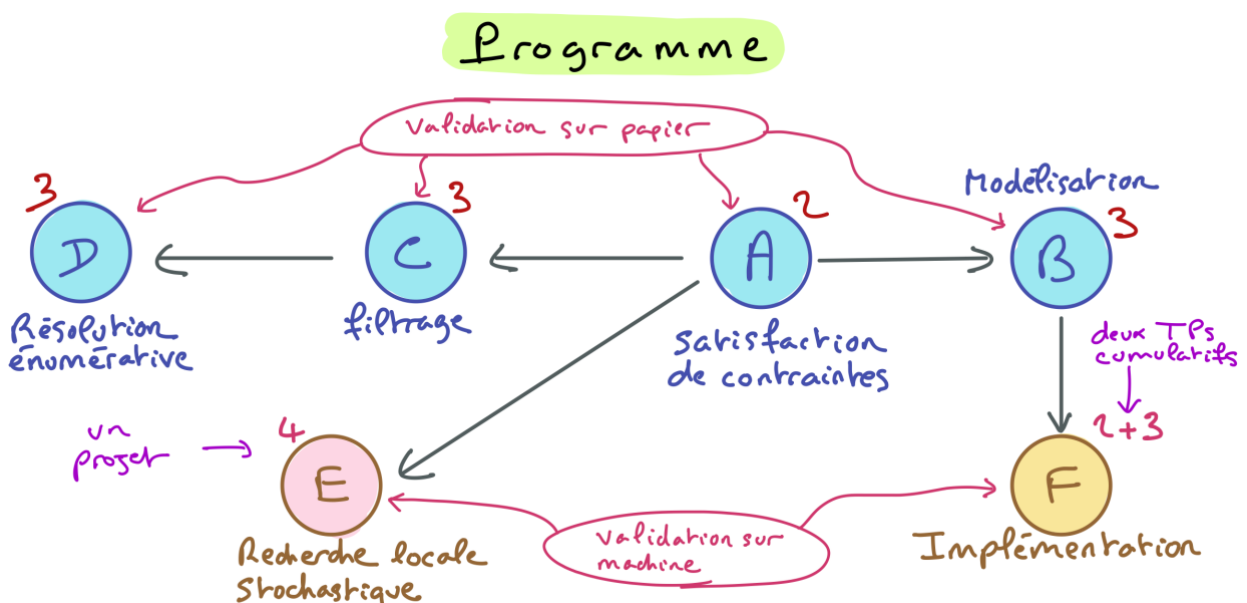 Programme
Validation sur papier
3
D
Résolution
énumérative
3
C
filtrage
2
A
satisfaction
de contraintes
Modélisation
3
B
deux TPs
cumulatifs
2+3
F
Implémentation
un
projet
4
E
Recherche locale
Stochastique
Validation sur
machine